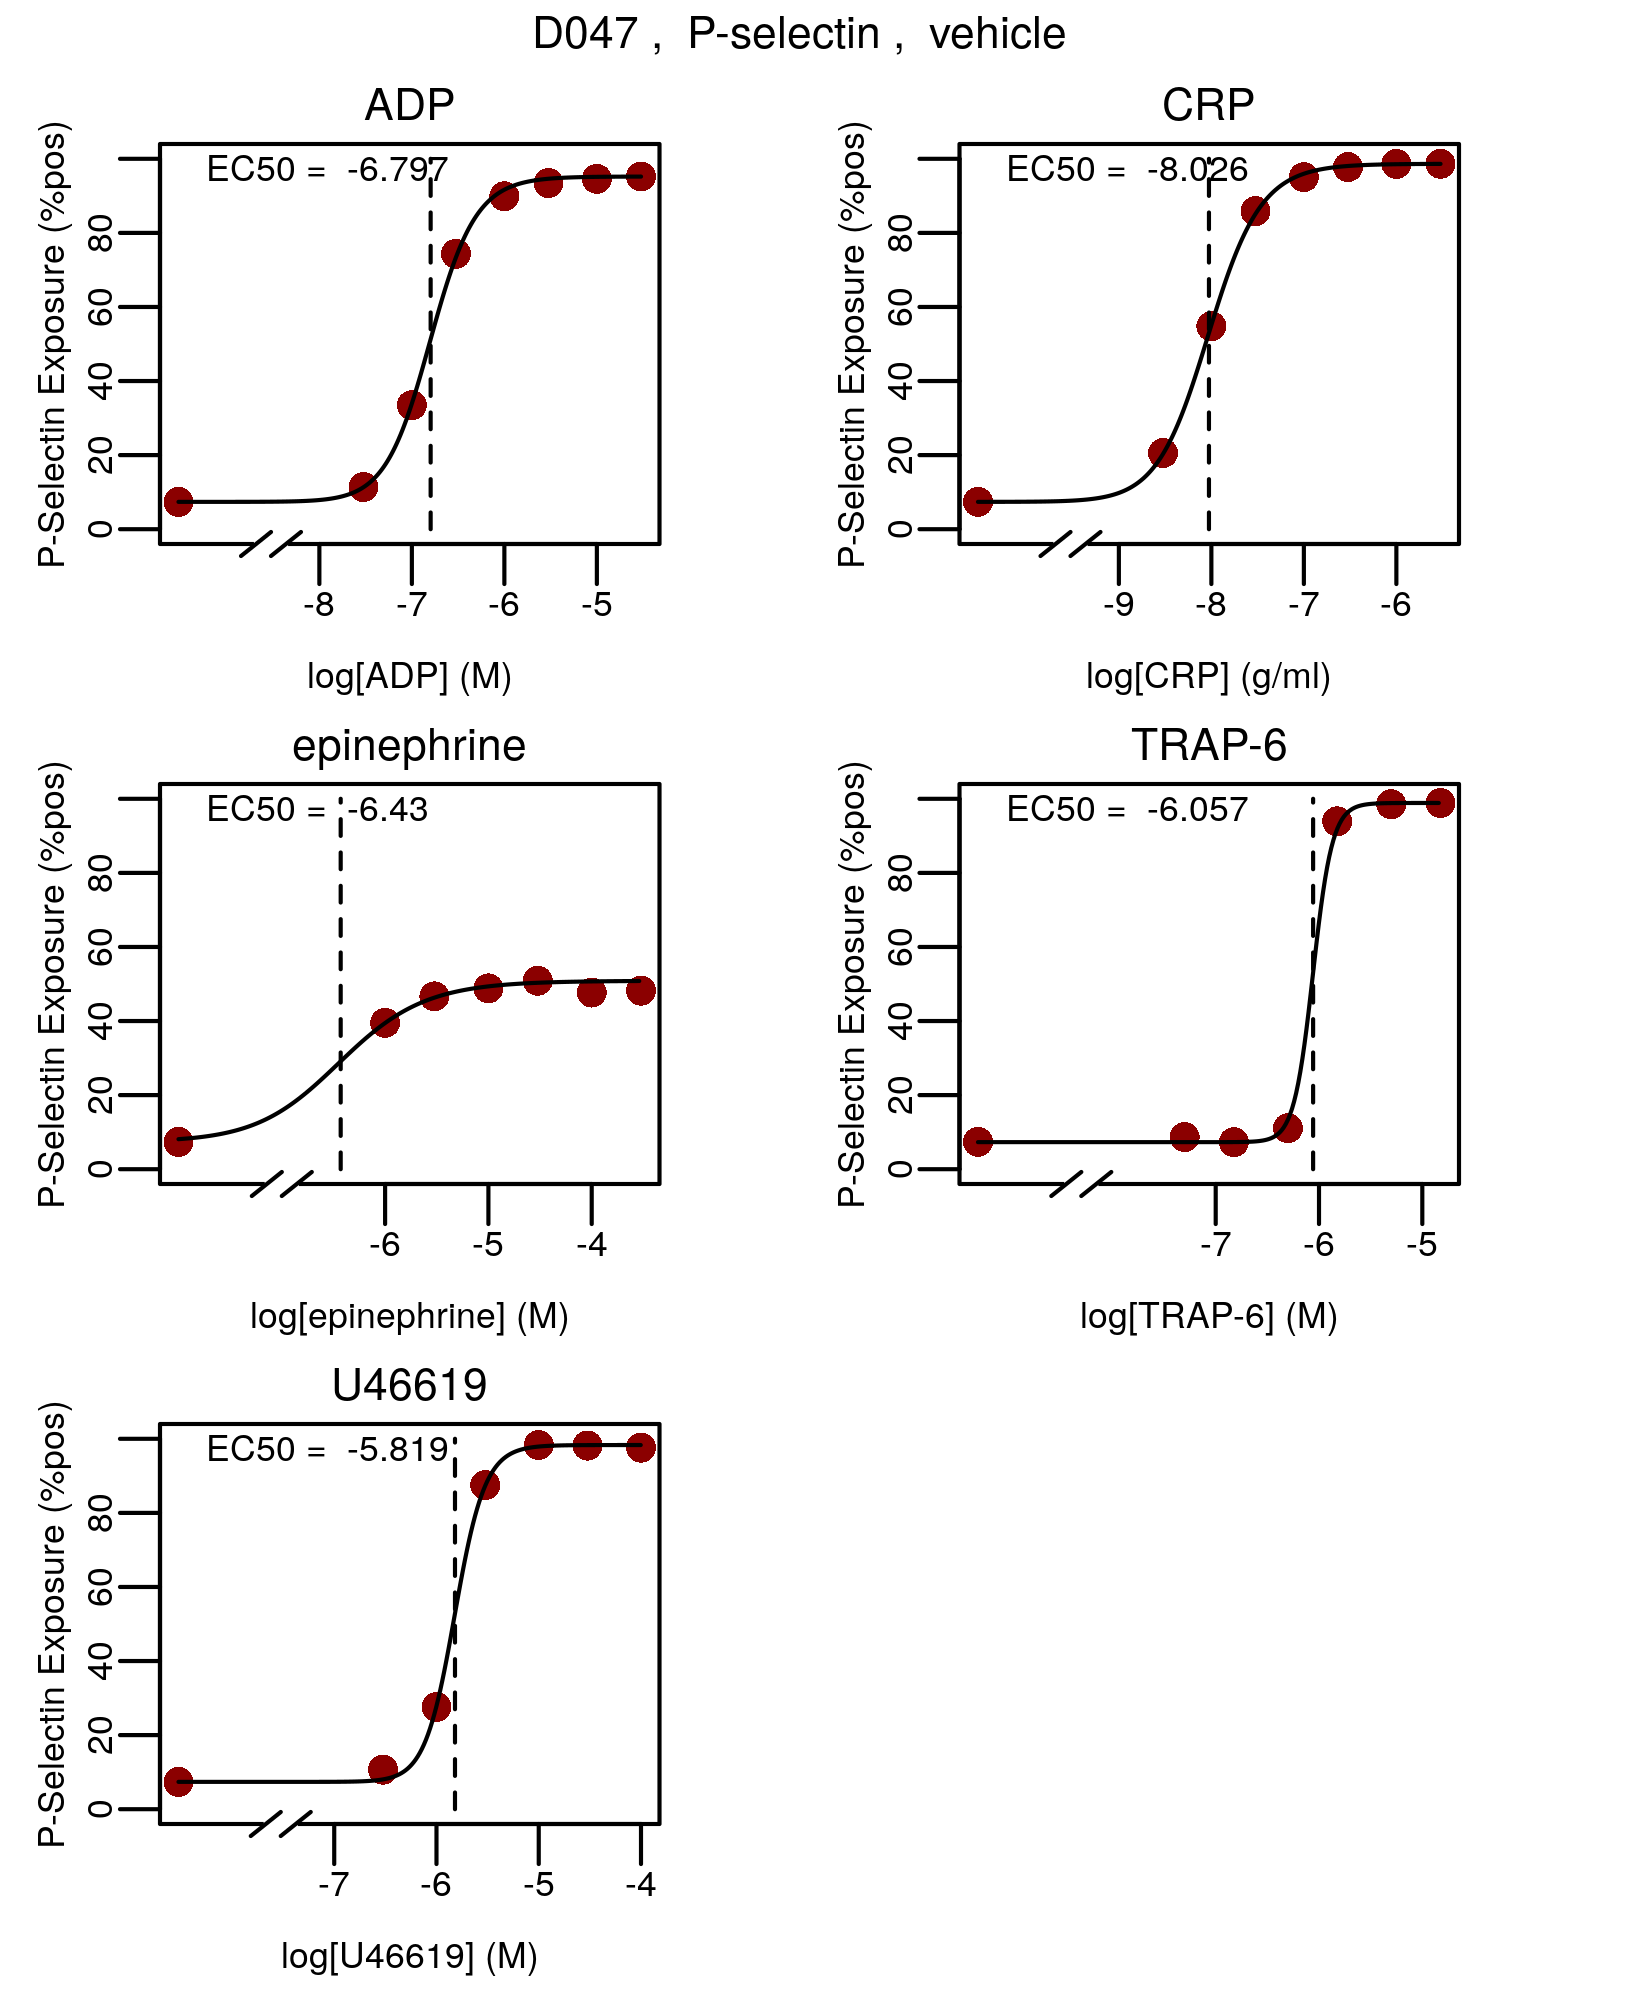 D047 , P-selectin , vehicle
ADP
EC50 = -6.797
P-Selectin Exposure (%pos)
0 20 40 60 80
-8 -7 -6 -5
log[ADP] (M)
CRP
EC50 = -8.026
P-Selectin Exposure (%pos)
0 20 40 60 80
-9 -8 -7 -6
log[CRP] (g/ml)
epinephrine
EC50 = -6.43
P-Selectin Exposure (%pos)
0 20 40 60 80
-6 -5 -4
log[epinephrine] (M)
TRAP-6
EC50 = -6.057
P-Selectin Exposure (%pos)
0 20 40 60 80
-7 -6 -5
log[TRAP-6] (M)
U46619
EC50 = -5.819
P-Selectin Exposure (%pos)
0 20 40 60 80
-7 -6 -5 -4
log[U46619] (M)